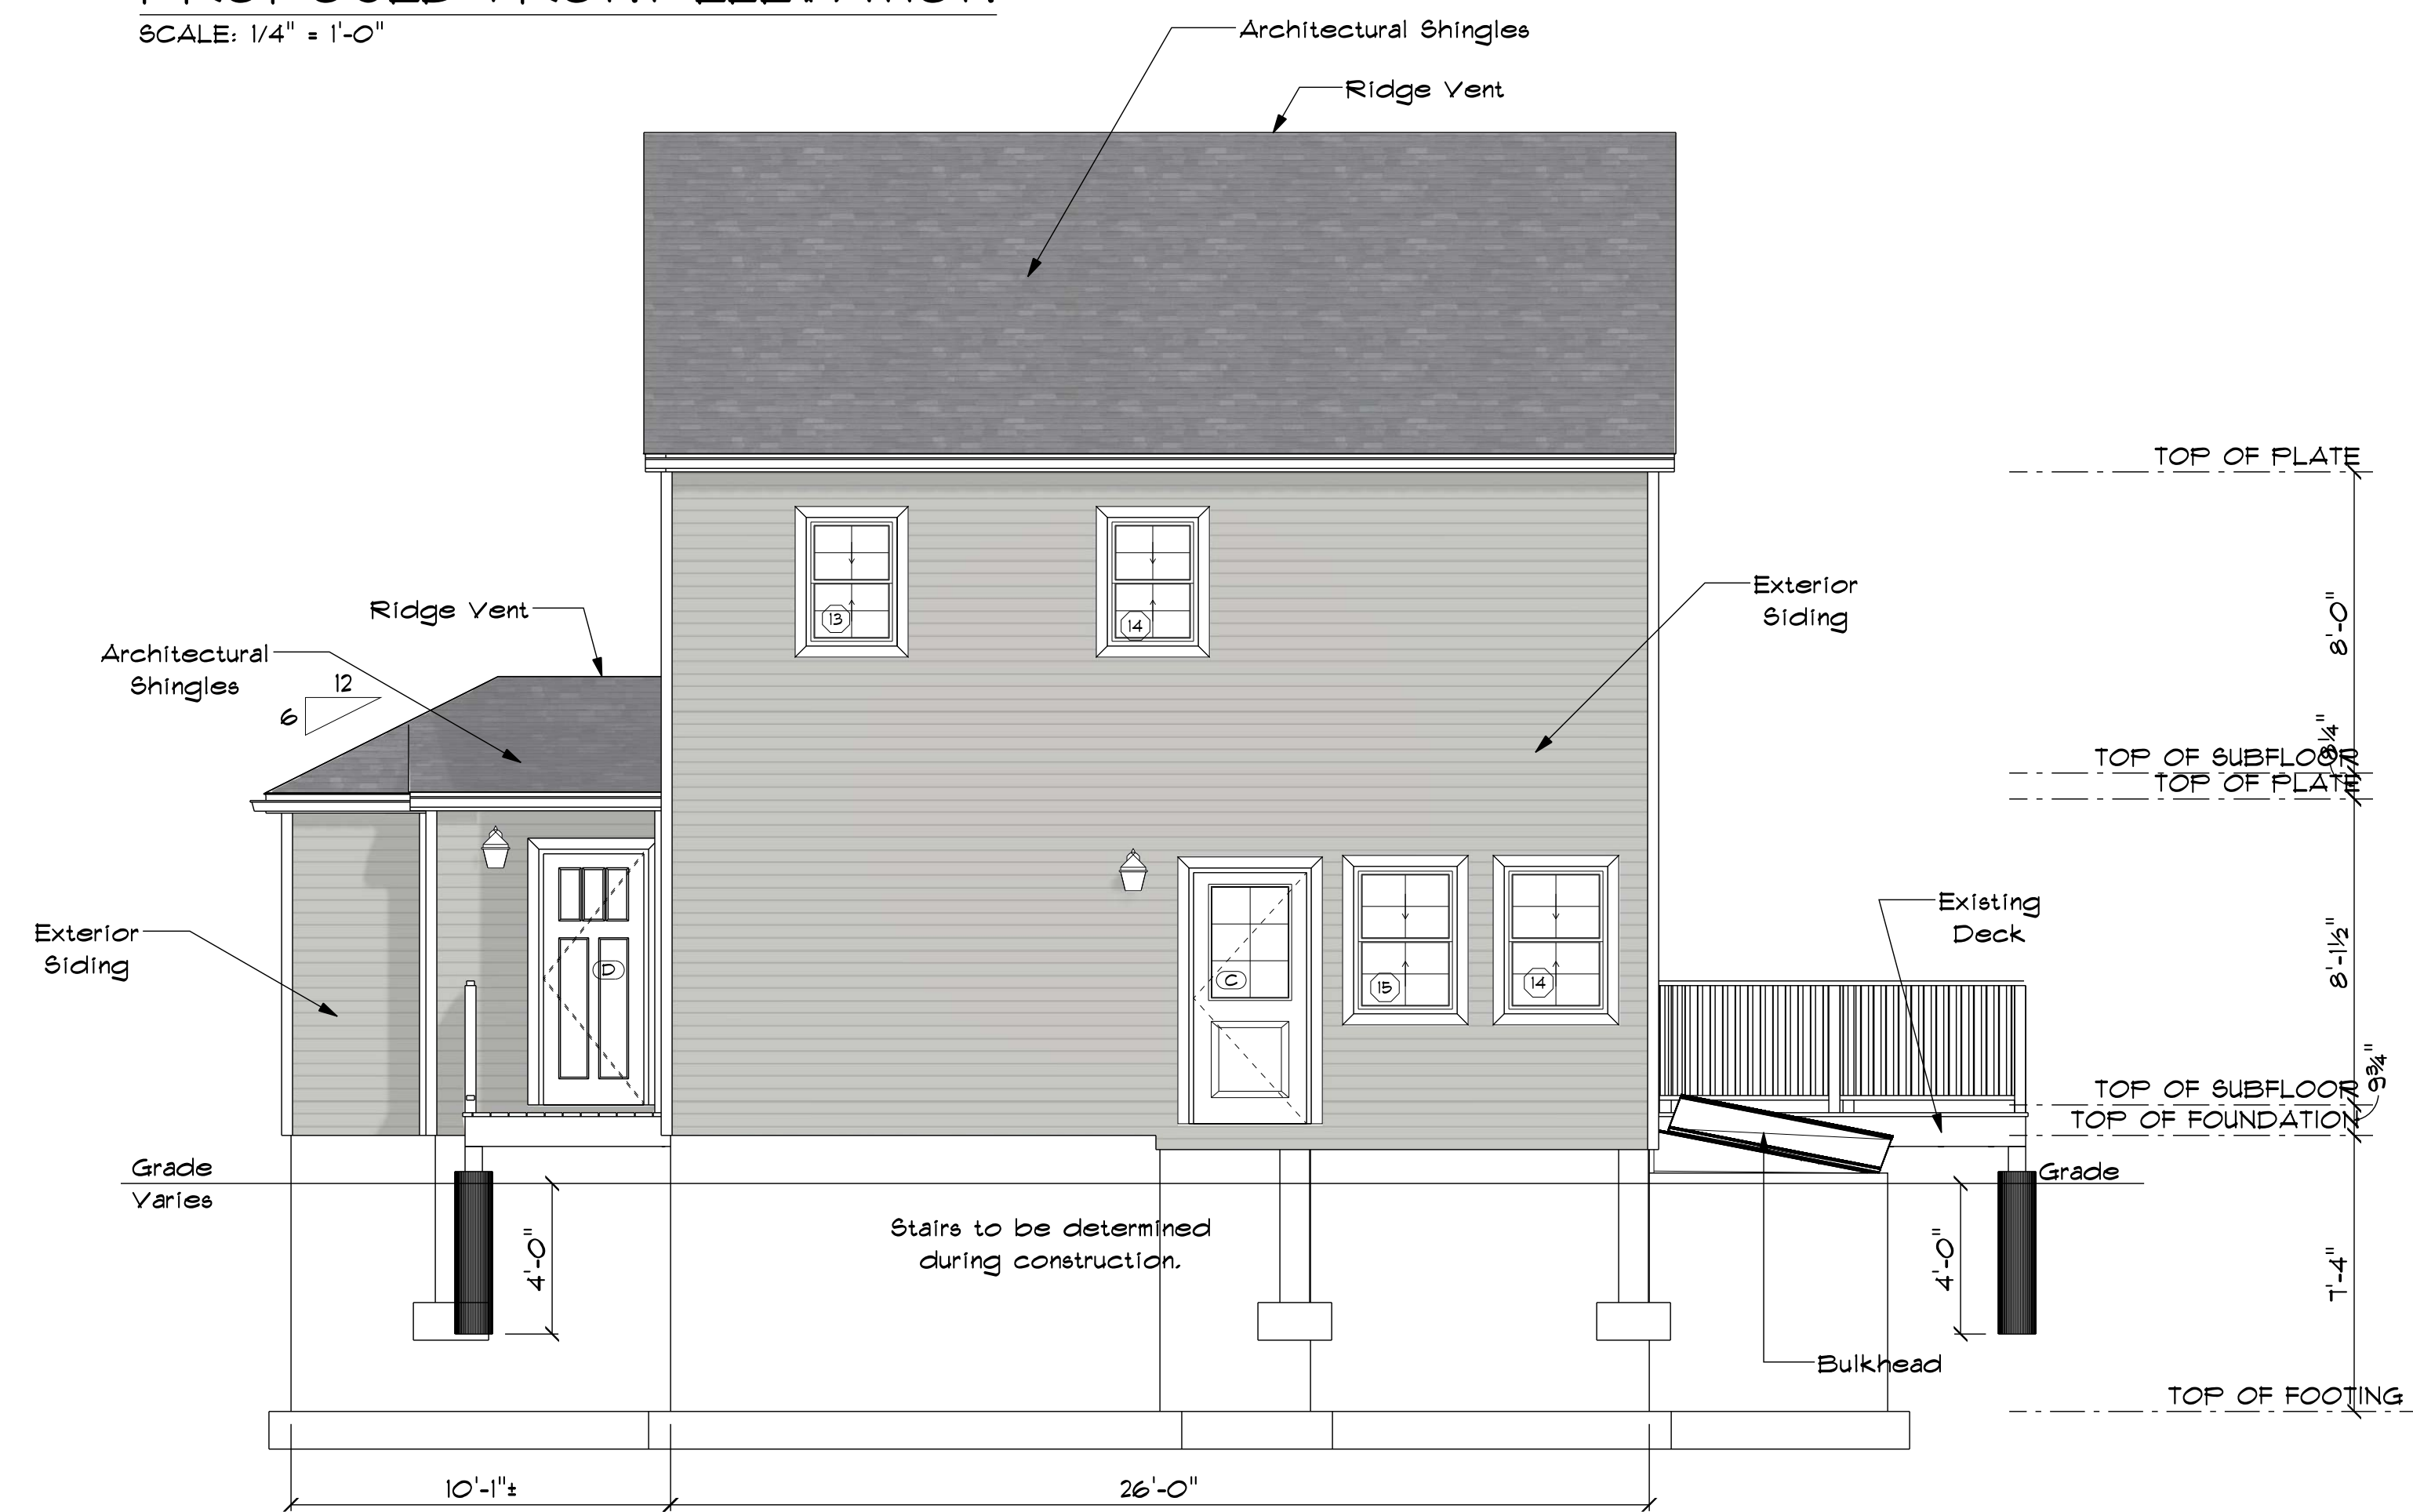 SCALE: 1/4" = 1'-0"
Architectural Shingles
Ridge Vent
TOP OF PLATE
8'-0"
Exterior
Siding
13
14
Ridge Vent
Architectural
Shingles
12
6
8¼"
TOP OF SUBFLOOR
TOP OF PLATE
Existing
Deck
8'-1½"
Exterior
Siding
D
C
15
14
9¾"
TOP OF SUBFLOOR
TOP OF FOUNDATION
Grade
Varies
Grade
Stairs to be determined
during construction.
4'-0"
4'-0"
7'-4"
Bulkhead
TOP OF FOOTING
10'-1"±
26'-0"